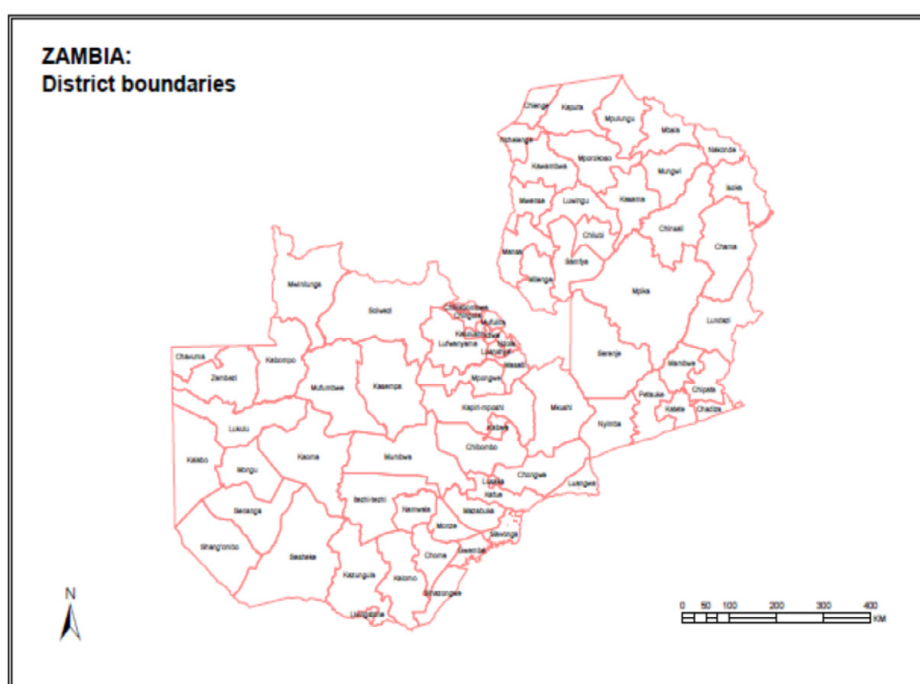 ZAMBIA:
District boundaries
Chienge
Kaputa
Mpulungu
Mbala
Nchelenge
Nakonde
Kawambwa
Mporokoso
Mungwi
Isoka
Mwense
Luwingu
Kasama
Chinsali
Chama
Chilubi
Mansa
Samfya
Milenge
Mwinilunga
Mpika
Solwezi
Lundazi
Mufulira
Lufwanyama
Ndola
Luanshya
Masaiti
Serenje
Mambwe
Chavuma
Kabompo
Zambezi
Mufumbwe
Kasempa
Mpongwe
Chipata
Petauke
Katete
Chadiza
Kapiri-mposhi
Mkushi
Nyimba
Lukulu
Kabwe
Kaoma
Mumbwa
Chibombo
Kalabo
Mongu
Chongwe
Luangwa
Lusaka
Itezhi-tezhi
Kafue
Senanga
Namwala
Mazabuka
Monze
Siavonga
Shang'ombo
Sesheke
Choma
Gwembe
Kazungula
Kalomo
Sinazongwe
Livingstone
N
0 50 100 200 300 400
KM